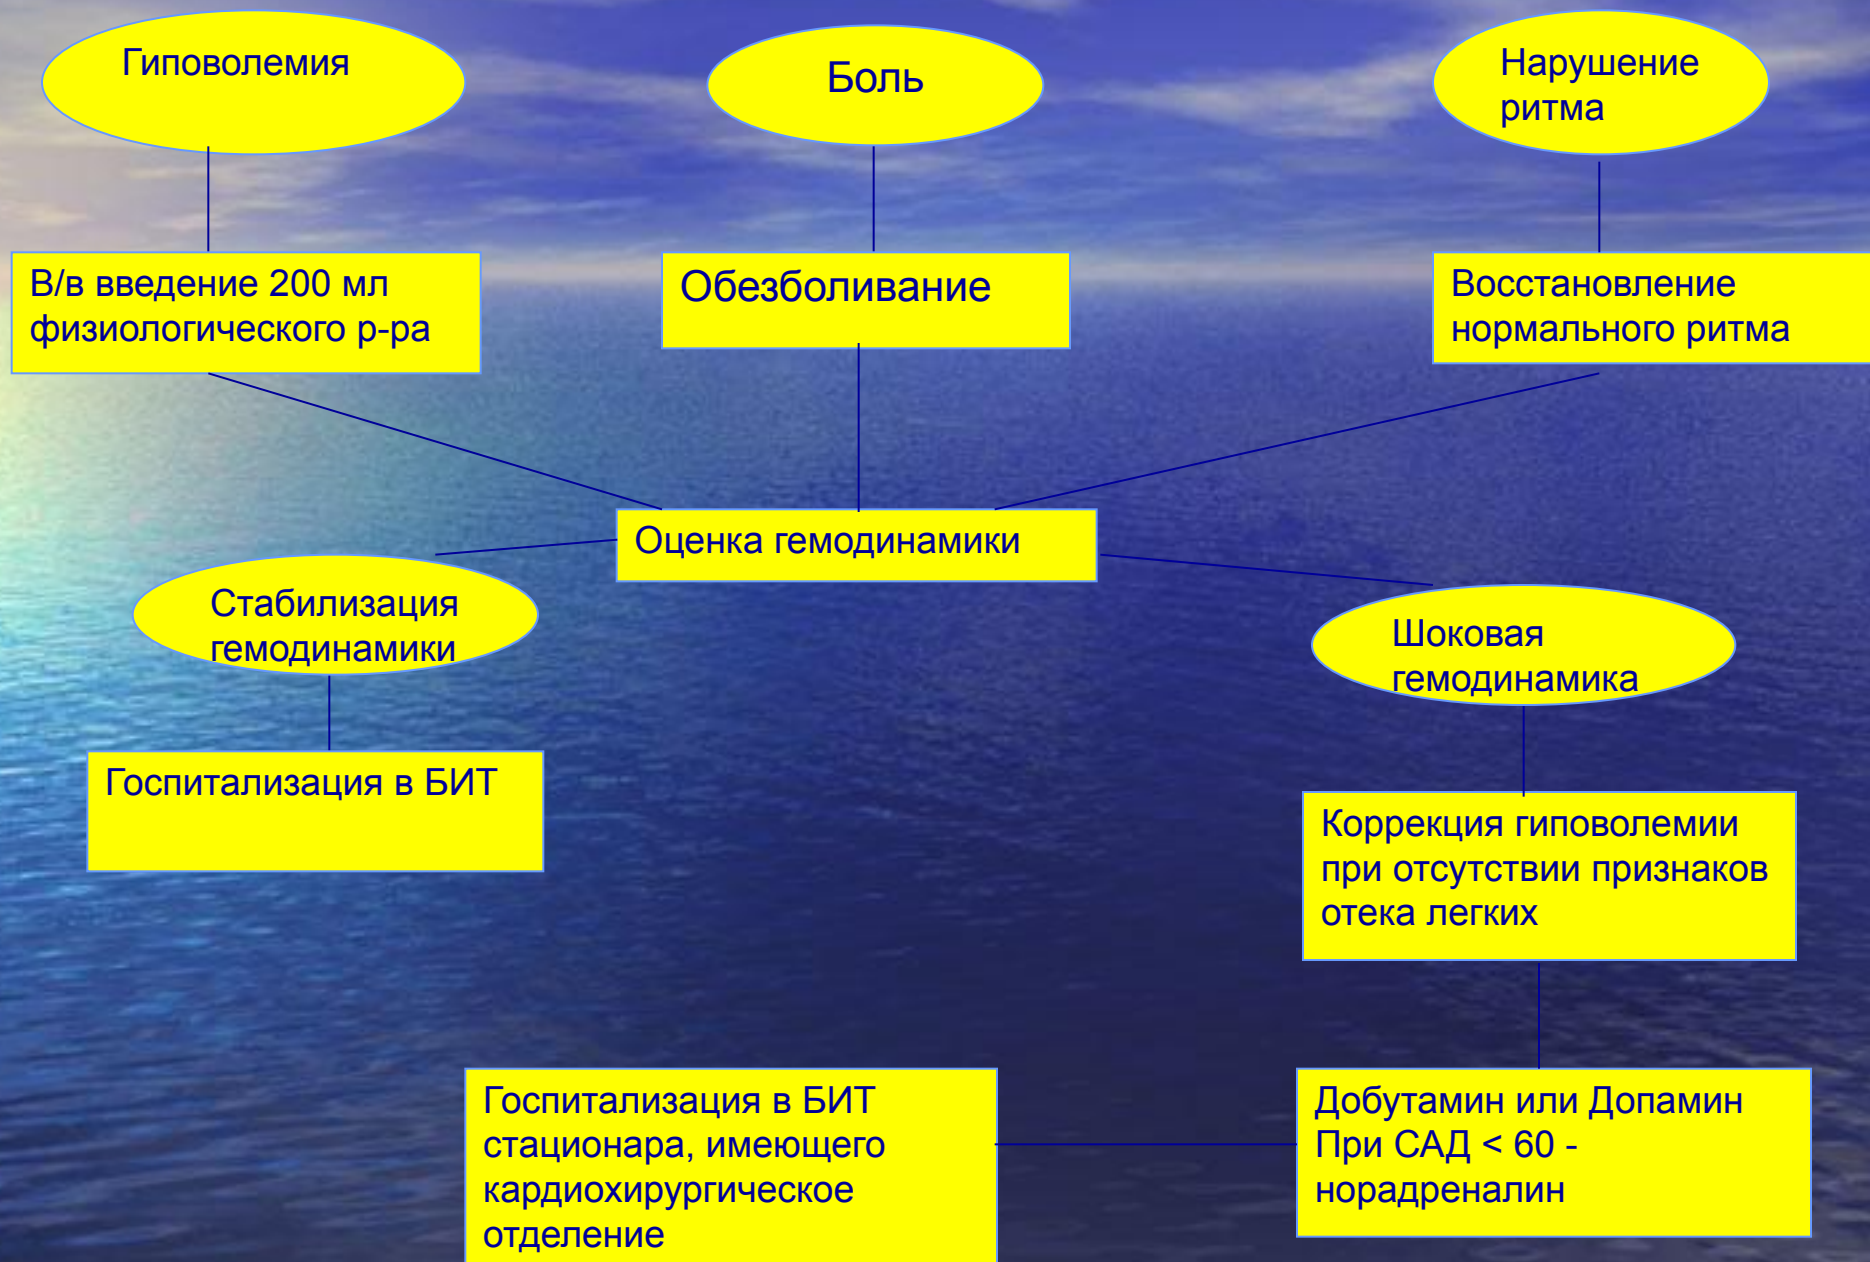 Гиповолемия
Боль
Нарушение
ритма
В/в введение 200 мл
физиологического р-ра
Обезболивание
Восстановление
нормального ритма
Оценка гемодинамики
Стабилизация
гемодинамики
Шоковая
гемодинамика
Госпитализация в БИТ
Коррекция гиповолемии
при отсутствии признаков
отека легких
Госпитализация в БИТ
стационара, имеющего
кардиохирургическое
отделение
Добутамин или Допамин
При САД < 60 -
норадреналин